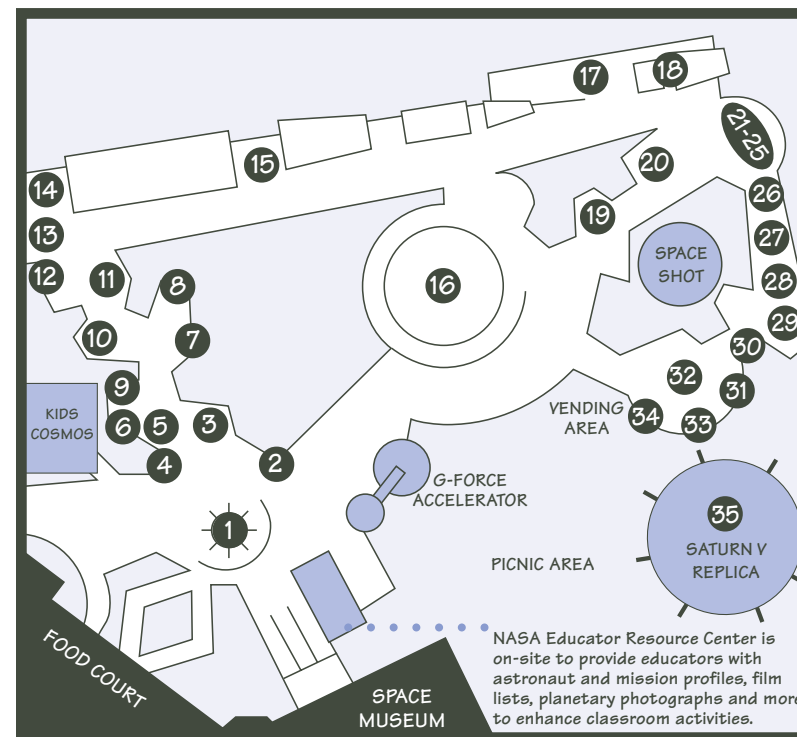 17
18
21-25
15
20
14
26
19
13
27
SPACE
SHOT
12
11
8
16
28
10
7
29
30
9
32
31
KIDS
COSMOS
6
5
3
VENDING
AREA
34
33
4
2
G-FORCE
ACCELERATOR
1
35
SATURN V
REPLICA
PICNIC AREA
FOOD COURT
SPACE
MUSEUM
NASA Educator Resource Center is
on-site to provide educators with
astronaut and mission profiles, film
lists, planetary photographs and more
to enhance classroom activities.